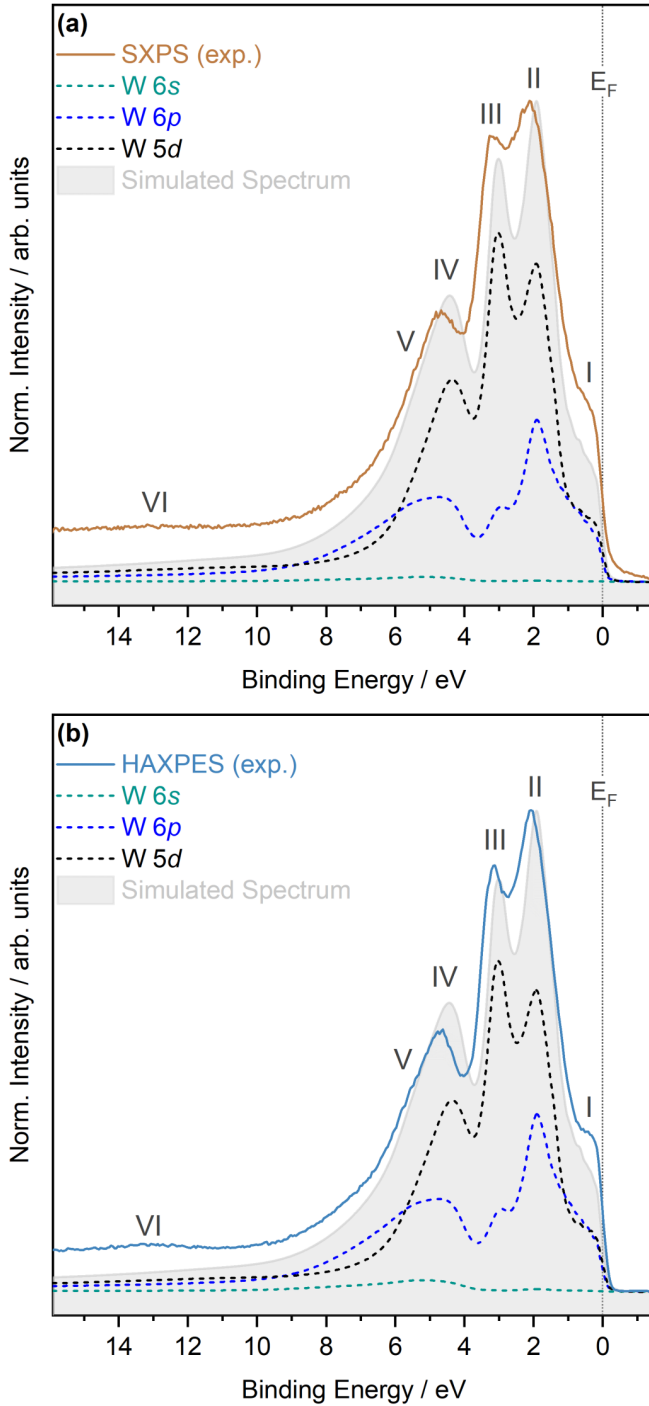 (a)
SXPS (exp.)
W 6s
W 6p
W 5d
Simulated Spectrum
II
III
E_F
IV
V
I
VI
Norm. Intensity / arb. units
14 12 10 8 6 4 2 0
Binding Energy / eV
(b)
HAXPES (exp.)
W 6s
W 6p
W 5d
Simulated Spectrum
II
III
E_F
IV
V
I
VI
Norm. Intensity / arb. units
14 12 10 8 6 4 2 0
Binding Energy / eV